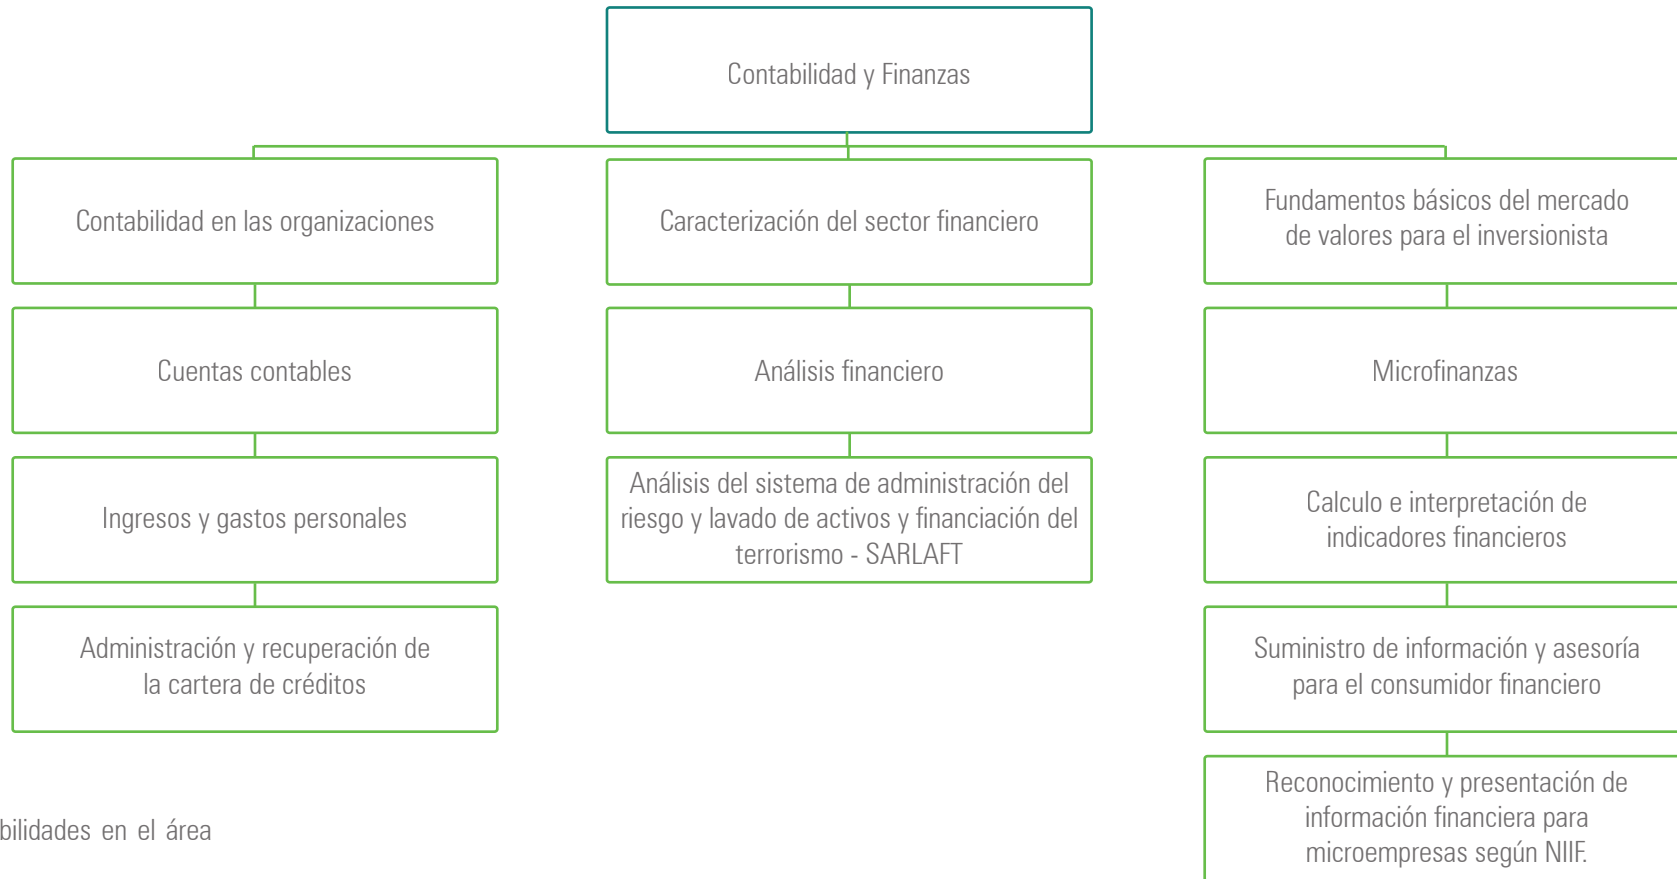 Contabilidad y Finanzas
Contabilidad en las organizaciones
Cuentas contables
Ingresos y gastos personales
Administración y recuperación de
la cartera de créditos
Caracterización del sector financiero
Análisis financiero
Análisis del sistema de administración del
riesgo y lavado de activos y financiación del
terrorismo - SARLAFT
Fundamentos básicos del mercado
de valores para el inversionista
Microfinanzas
Calculo e interpretación de
indicadores financieros
Suministro de información y asesoría
para el consumidor financiero
Reconocimiento y presentación de
información financiera para
microempresas según NIIF.
bilidades en el área